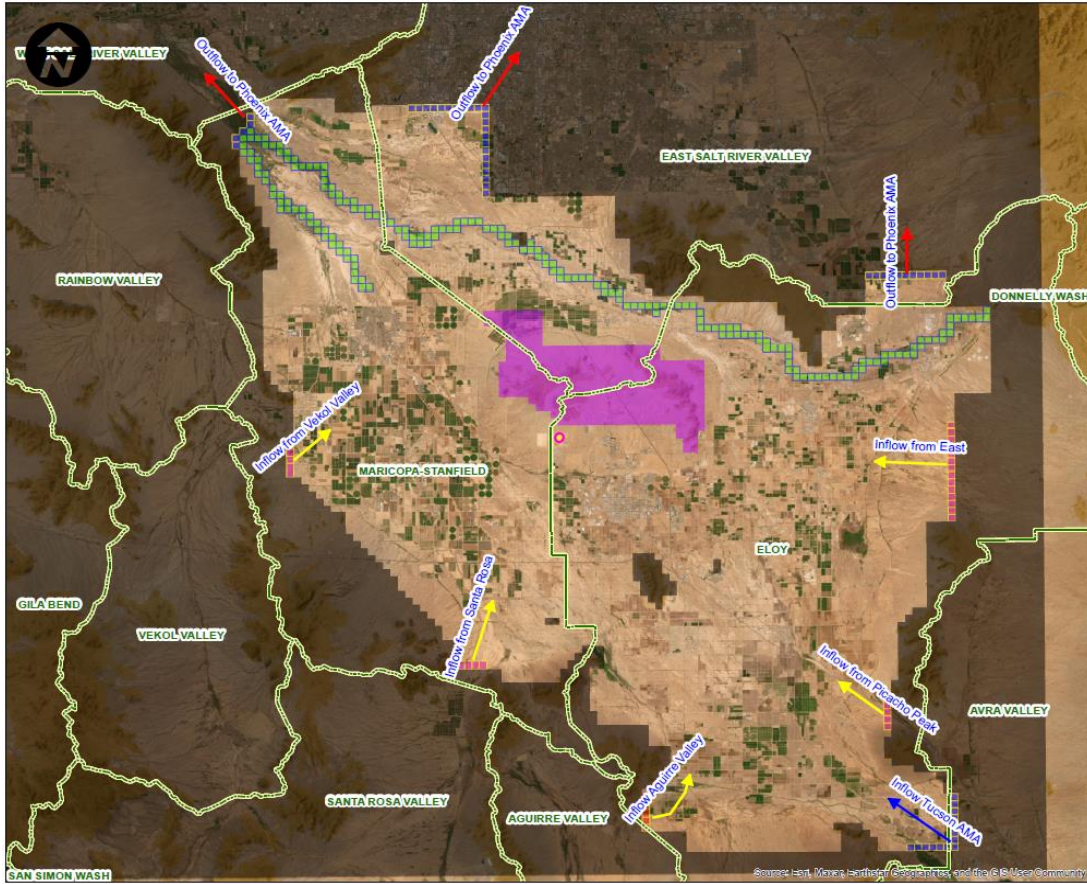 N
RIVER VALLEY
Outflow to Phoenix AMA
Outflow to Phoenix AMA
EAST SALT RIVER VALLEY
Outflow to Phoenix AMA
RAINBOW VALLEY
DONNELLY WASH
Inflow from Vekol Valley
Inflow from East
MARICOPA-STANFIELD
ELOY
GILA BEND
VEKOL VALLEY
Inflow from Santa Rosa
Inflow from Picacho Peak
AVRA VALLEY
SANTA ROSA VALLEY
AGUIRRE VALLEY
Inflow Aguirre Valley
Inflow Tucson AMA
SAN SIMON WASH
Source: Esri, Maxar, Earthstar Geographics, and the GIS User Community